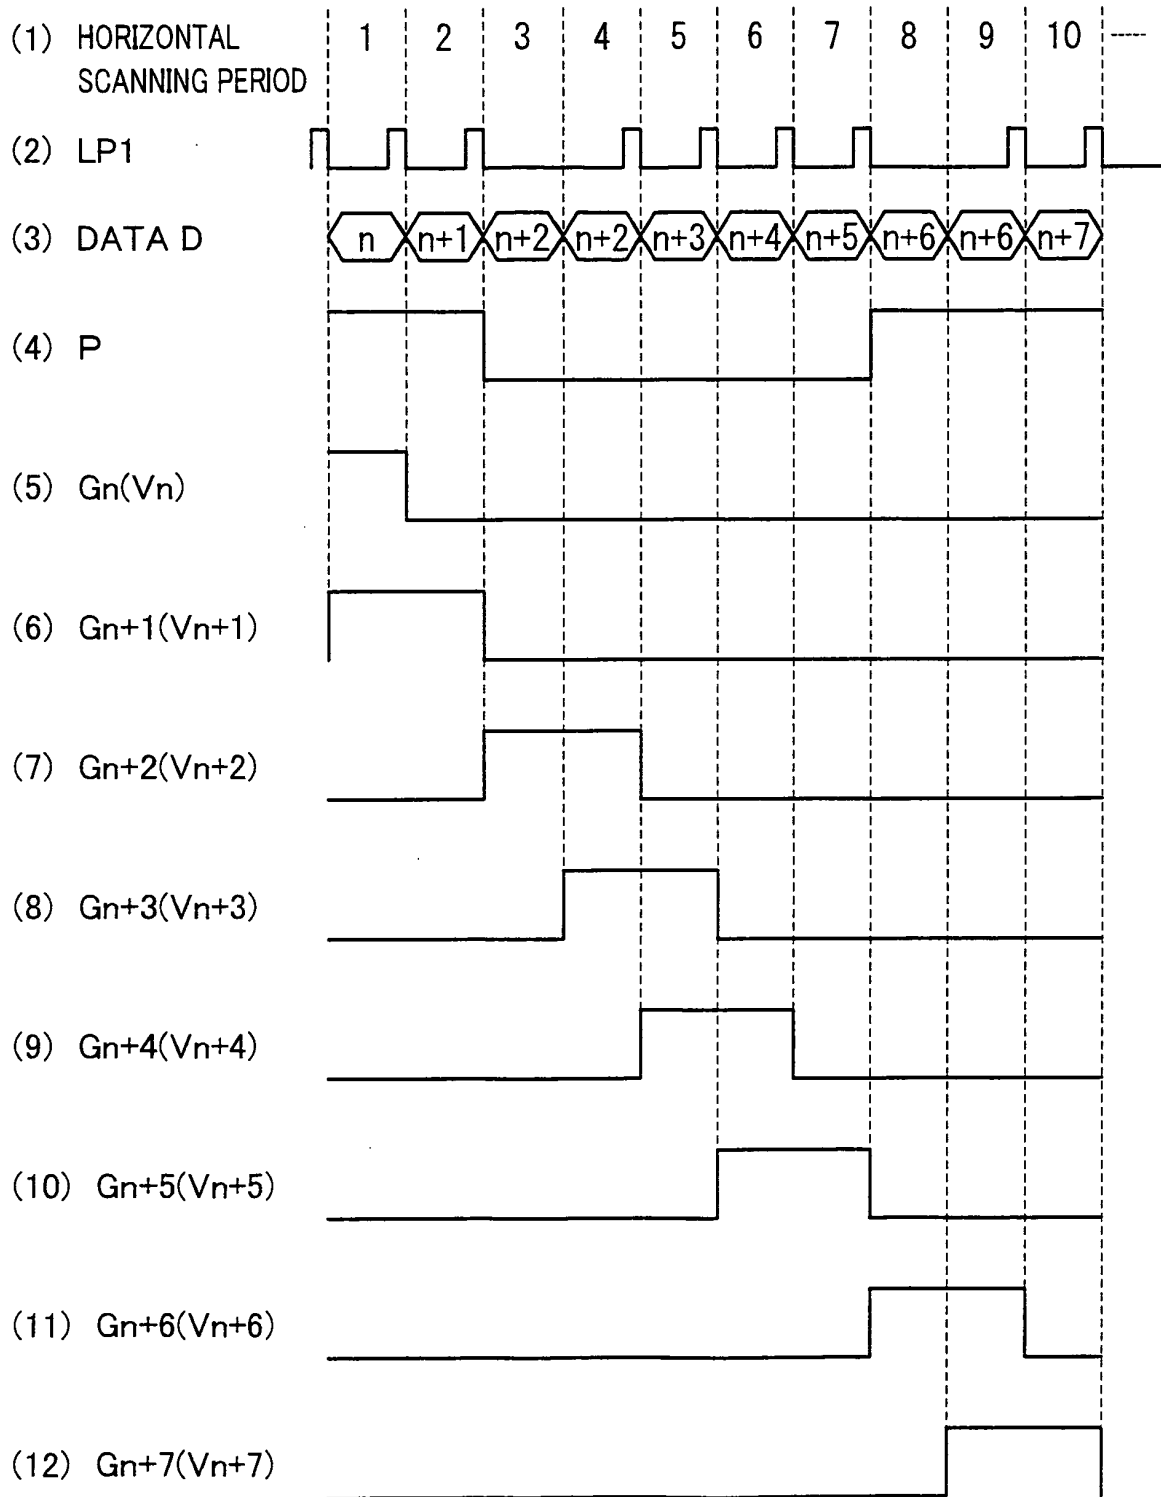 (1) HORIZONTAL SCANNING PERIOD 1 2 3 4 5 6 7 8 9 10 -----
(2) LP1
(3) DATA D n n+1 n+2 n+2 n+3 n+4 n+5 n+6 n+6 n+7
(4) P
(5) Gn(Vn)
(6) Gn+1(Vn+1)
(7) Gn+2(Vn+2)
(8) Gn+3(Vn+3)
(9) Gn+4(Vn+4)
(10) Gn+5(Vn+5)
(11) Gn+6(Vn+6)
(12) Gn+7(Vn+7)